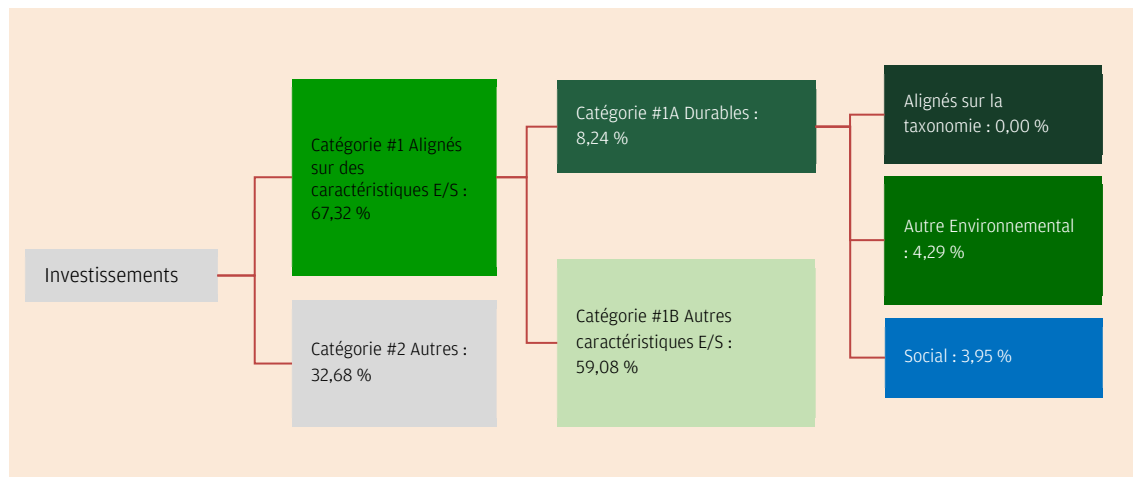 Investissements
Catégorie #1 Alignés
sur des
caractéristiques E/S :
67,32 %
Catégorie #2 Autres :
32,68 %
Catégorie #1A Durables :
8,24 %
Catégorie #1B Autres
caractéristiques E/S :
59,08 %
Alignés sur la
taxonomie : 0,00 %
Autre Environnemental
: 4,29 %
Social : 3,95 %